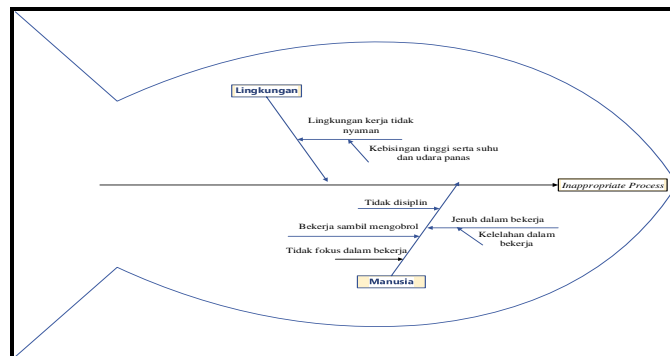 Lingkungan
Lingkungan kerja tidak
nyaman
Kebisingan tinggi serta suhu
dan udara panas
Inappropriate Process
Tidak disiplin
Jenuh dalam bekerja
Bekerja sambil mengobrol
Kelelahan dalam
bekerja
Tidak fokus dalam bekerja
Manusia